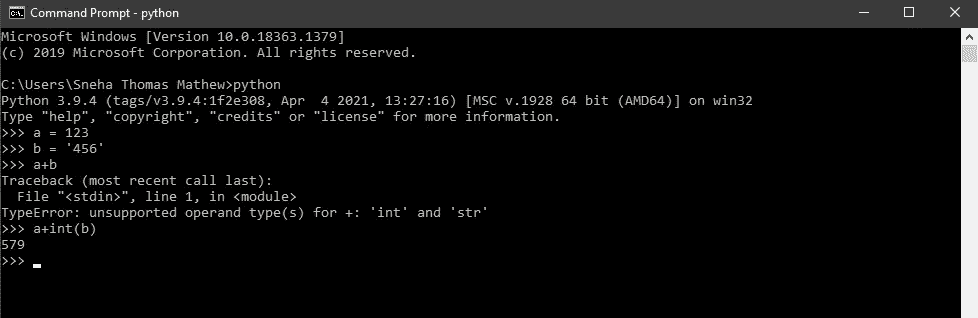 Command Prompt - python
Microsoft Windows [Version 10.0.18363.1379]
(c) 2019 Microsoft Corporation. All rights reserved.
C:\Users\Sneha Thomas Mathew>python
Python 3.9.4 (tags/v3.9.4:1f2e308, Apr  4 2021, 13:27:16) [MSC v.1928 64 bit (AMD64)] on win32
Type "help", "copyright", "credits" or "license" for more information.
>>> a = 123
>>> b = '456'
>>> a+b
Traceback (most recent call last):
  File "<stdin>", line 1, in <module>
TypeError: unsupported operand type(s) for +: 'int' and 'str'
>>> a+int(b)
579
>>>